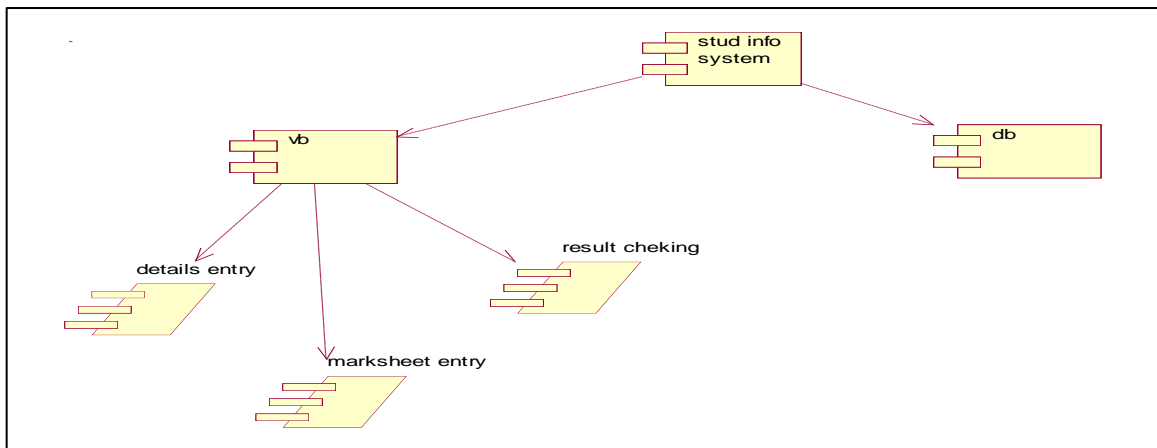 stud info
system
vb
db
result cheking
details entry
marksheet entry